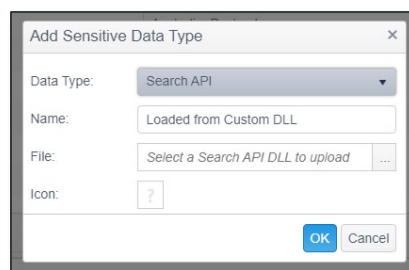 Add Sensitive Data Type ×
Data Type: Search API
Name: Loaded from Custom DLL
File: Select a Search API DLL to upload ...
Icon: ?
OK Cancel